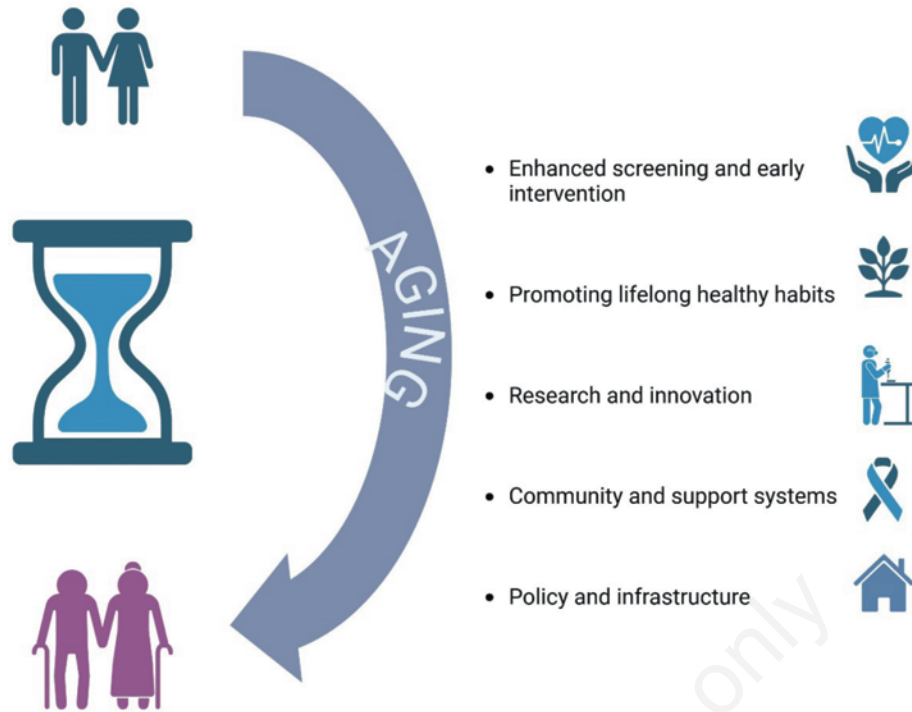 AGING
• Enhanced screening and early
intervention
• Promoting lifelong healthy habits
• Research and innovation
• Community and support systems
• Policy and infrastructure
only